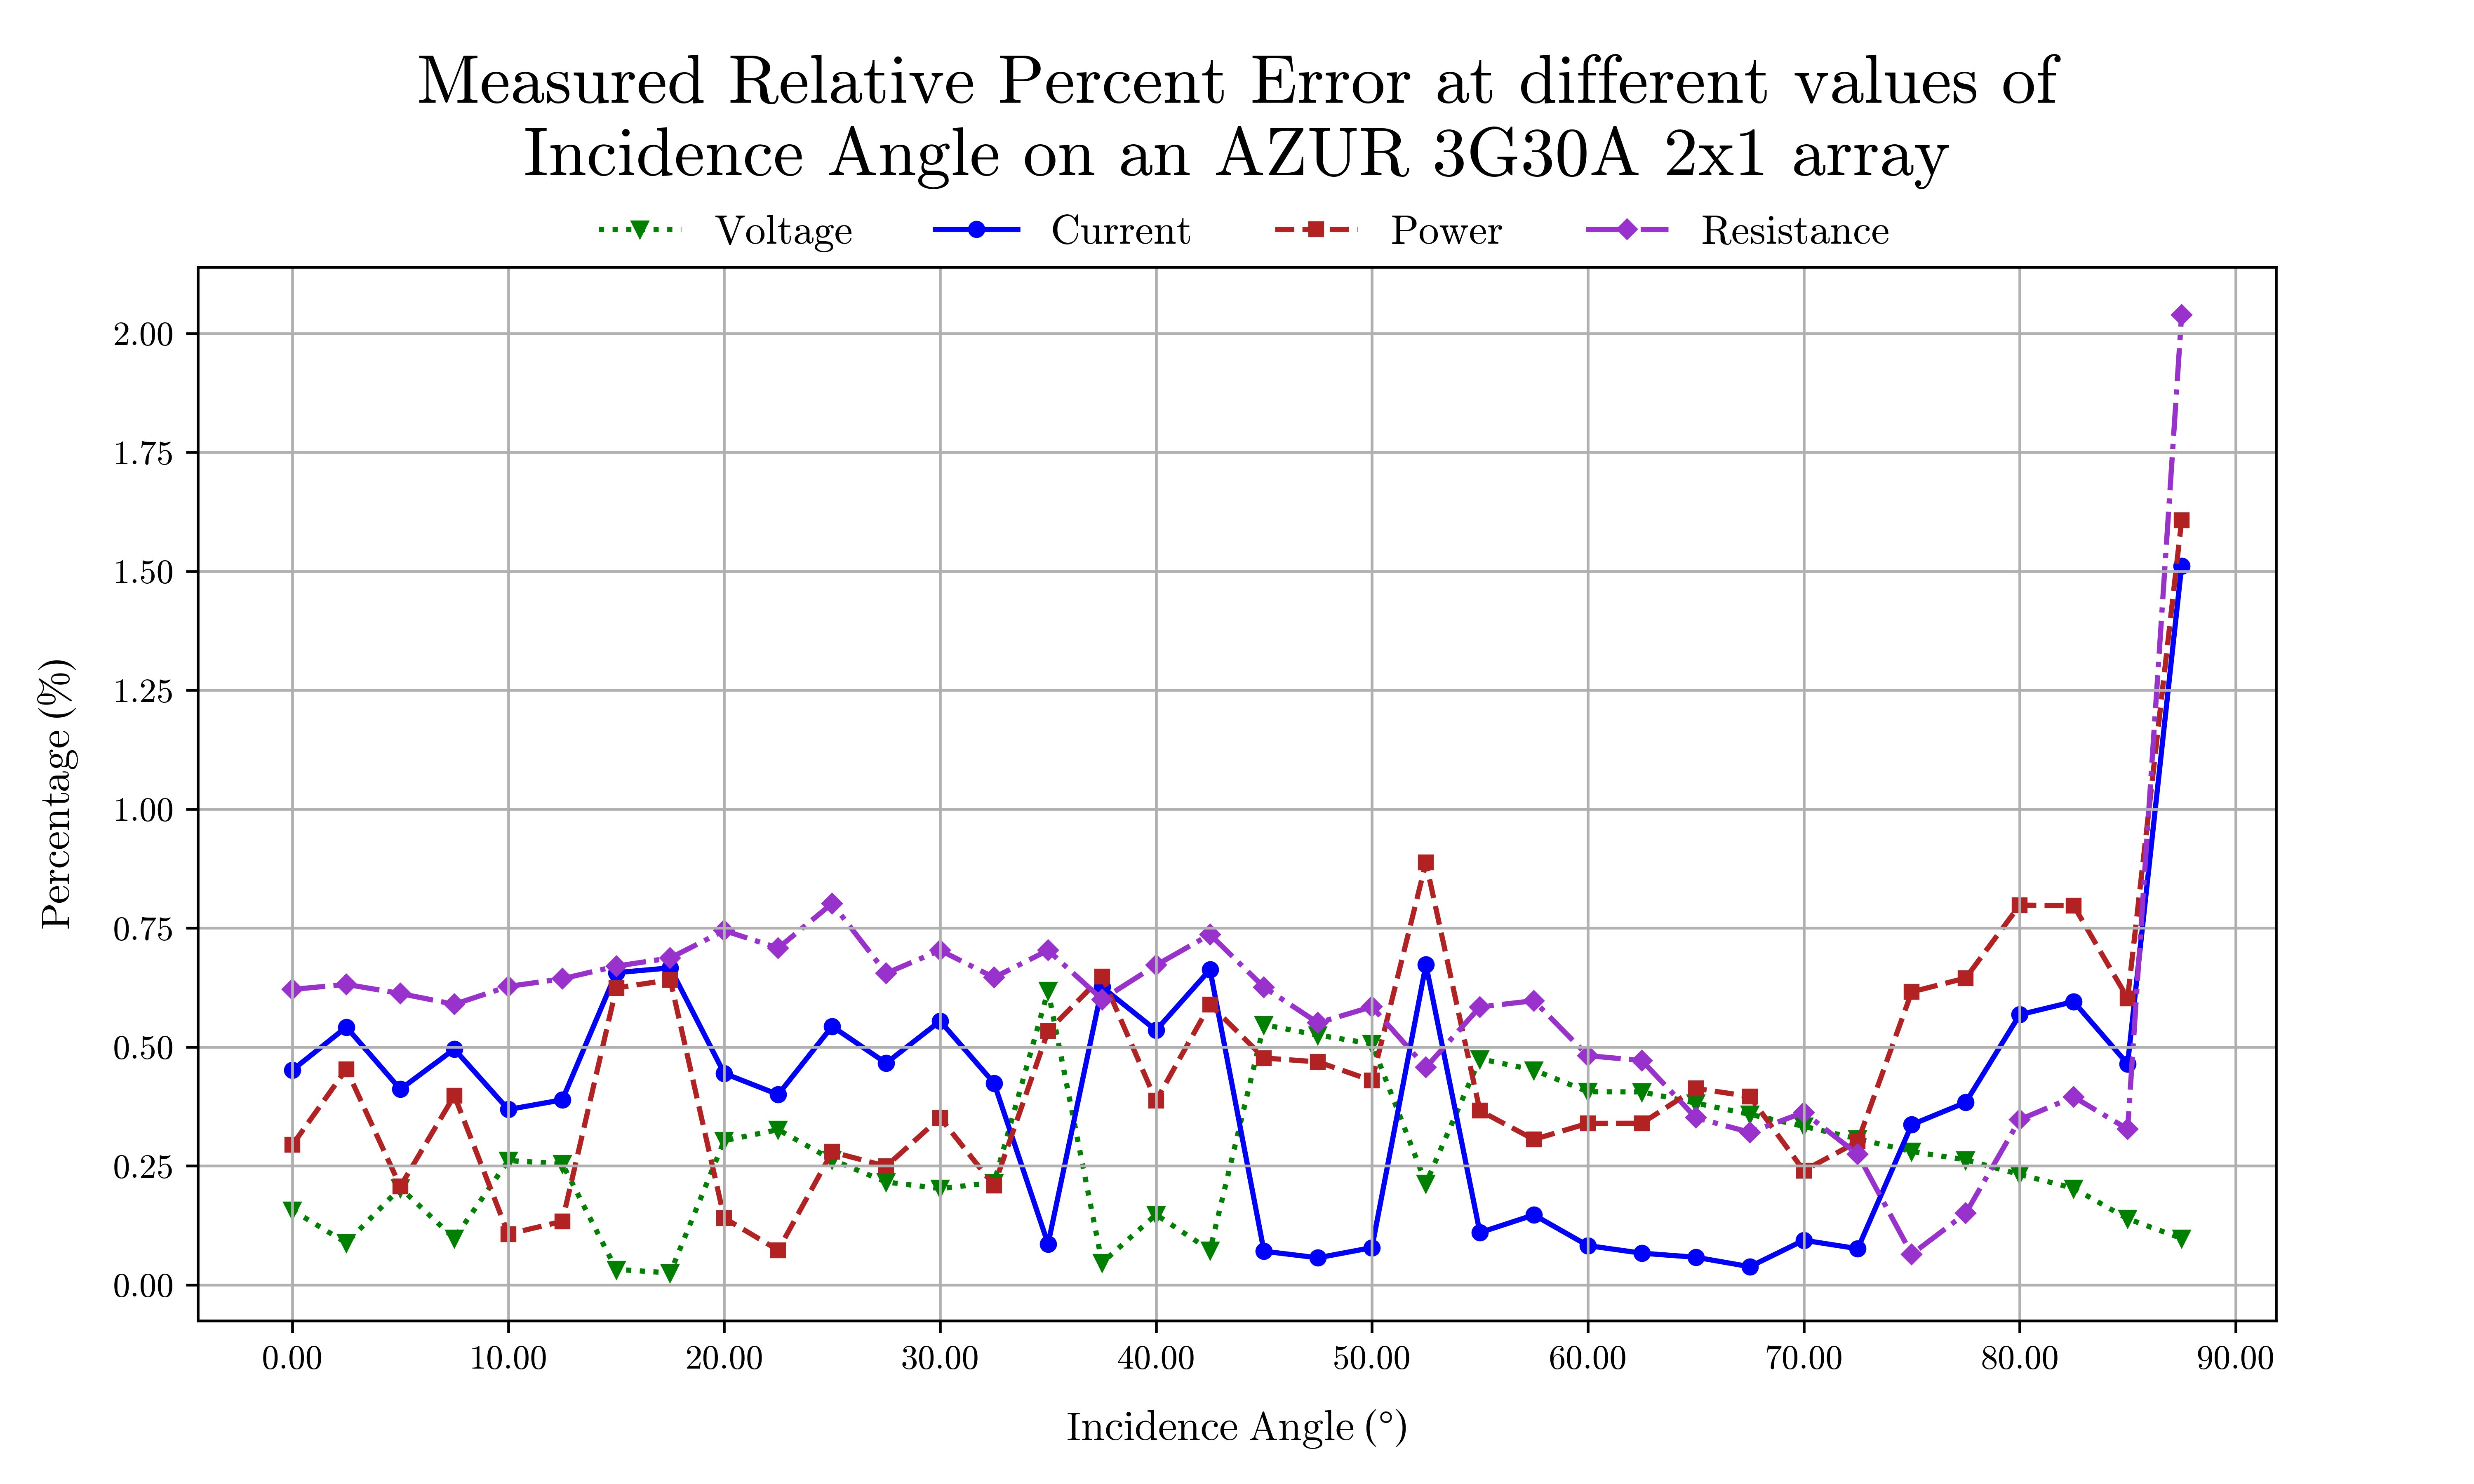 Measured Relative Percent Error at different values of
Incidence Angle on an AZUR 3G30A 2x1 array
Voltage Current Power Resistance
2.00
1.75
1.50
1.25
1.00
0.75
0.50
0.25
0.00
Percentage (%)
0.00 10.00 20.00 30.00 40.00 50.00 60.00 70.00 80.00 90.00
Incidence Angle (°)